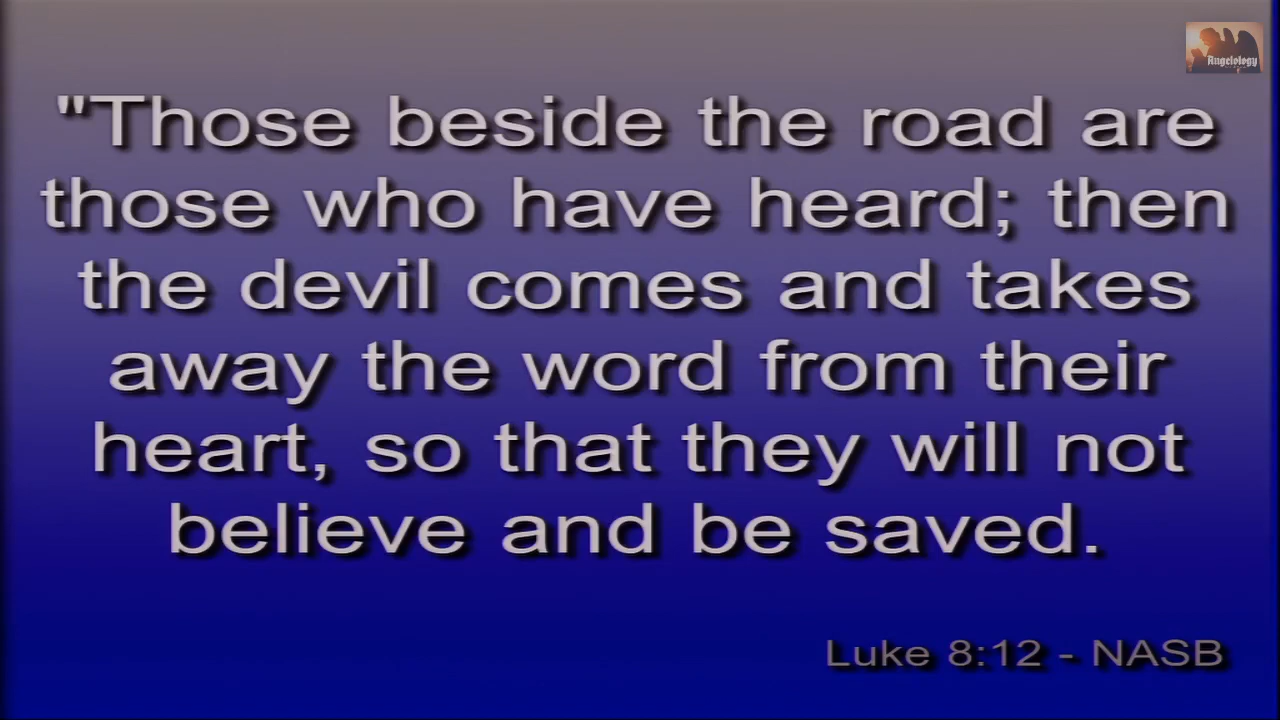 Angelology
"Those beside the road are
those who have heard; then
the devil comes and takes
away the word from their
heart, so that they will not
believe and be saved.
Luke 8:12 - NASB